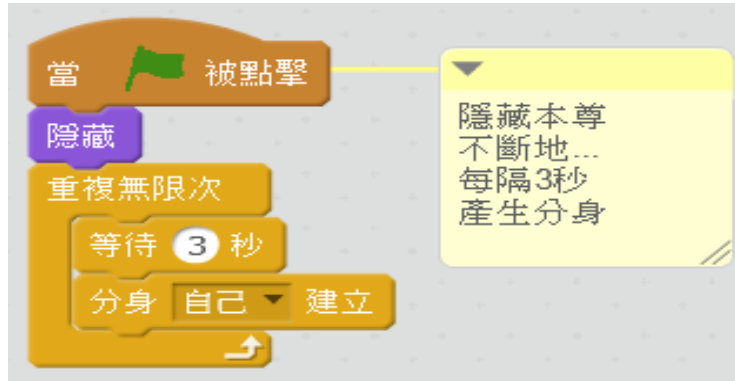 當 被點擊
隱藏
重複無限次
等待 3 秒
分身 自己 建立
隱藏本尊
不斷地...
每隔3秒
產生分身